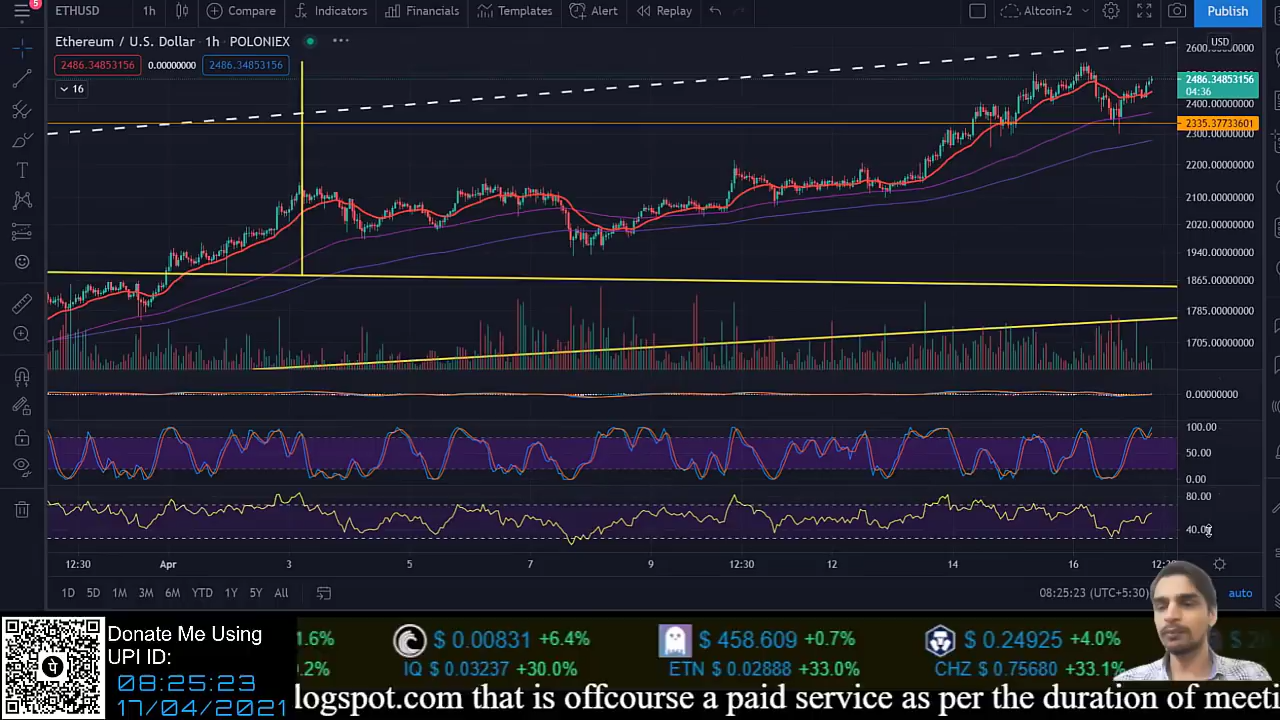 5
ETHUSD
1h
Compare
Indicators
Financials
Templates
Alert
Replay
Altcoin-2
Publish
Ethereum / U.S. Dollar · 1h · POLONIEX
2486.34853156 0.00000000 2486.34853156
16
USD
2486.34853156
04:36
2400.00000000
2335.37733601
2300.00000000
2200.00000000
2100.00000000
2020.00000000
1940.00000000
1865.00000000
1785.00000000
1705.00000000
0.00000000
100.00
50.00
0.00
80.00
12:30 Apr 3 5 7 9 12:30 12 14 16
1D 5D 1M 3M 6M YTD 1Y 5Y All
08:25:23 (UTC+5:30)
auto
Donate Me Using
UPI ID:
08:25:23
17/04/2021
$ 0.00831 +6.4%
$ 458.609 +0.7%
$ 0.24925 +4.0%
IQ $ 0.03237 +30.0%
ETN $ 0.02888 +33.0%
CHZ $ 0.75680 +33.1%
logspot.com that is offcourse a paid service as per the duration of meeti